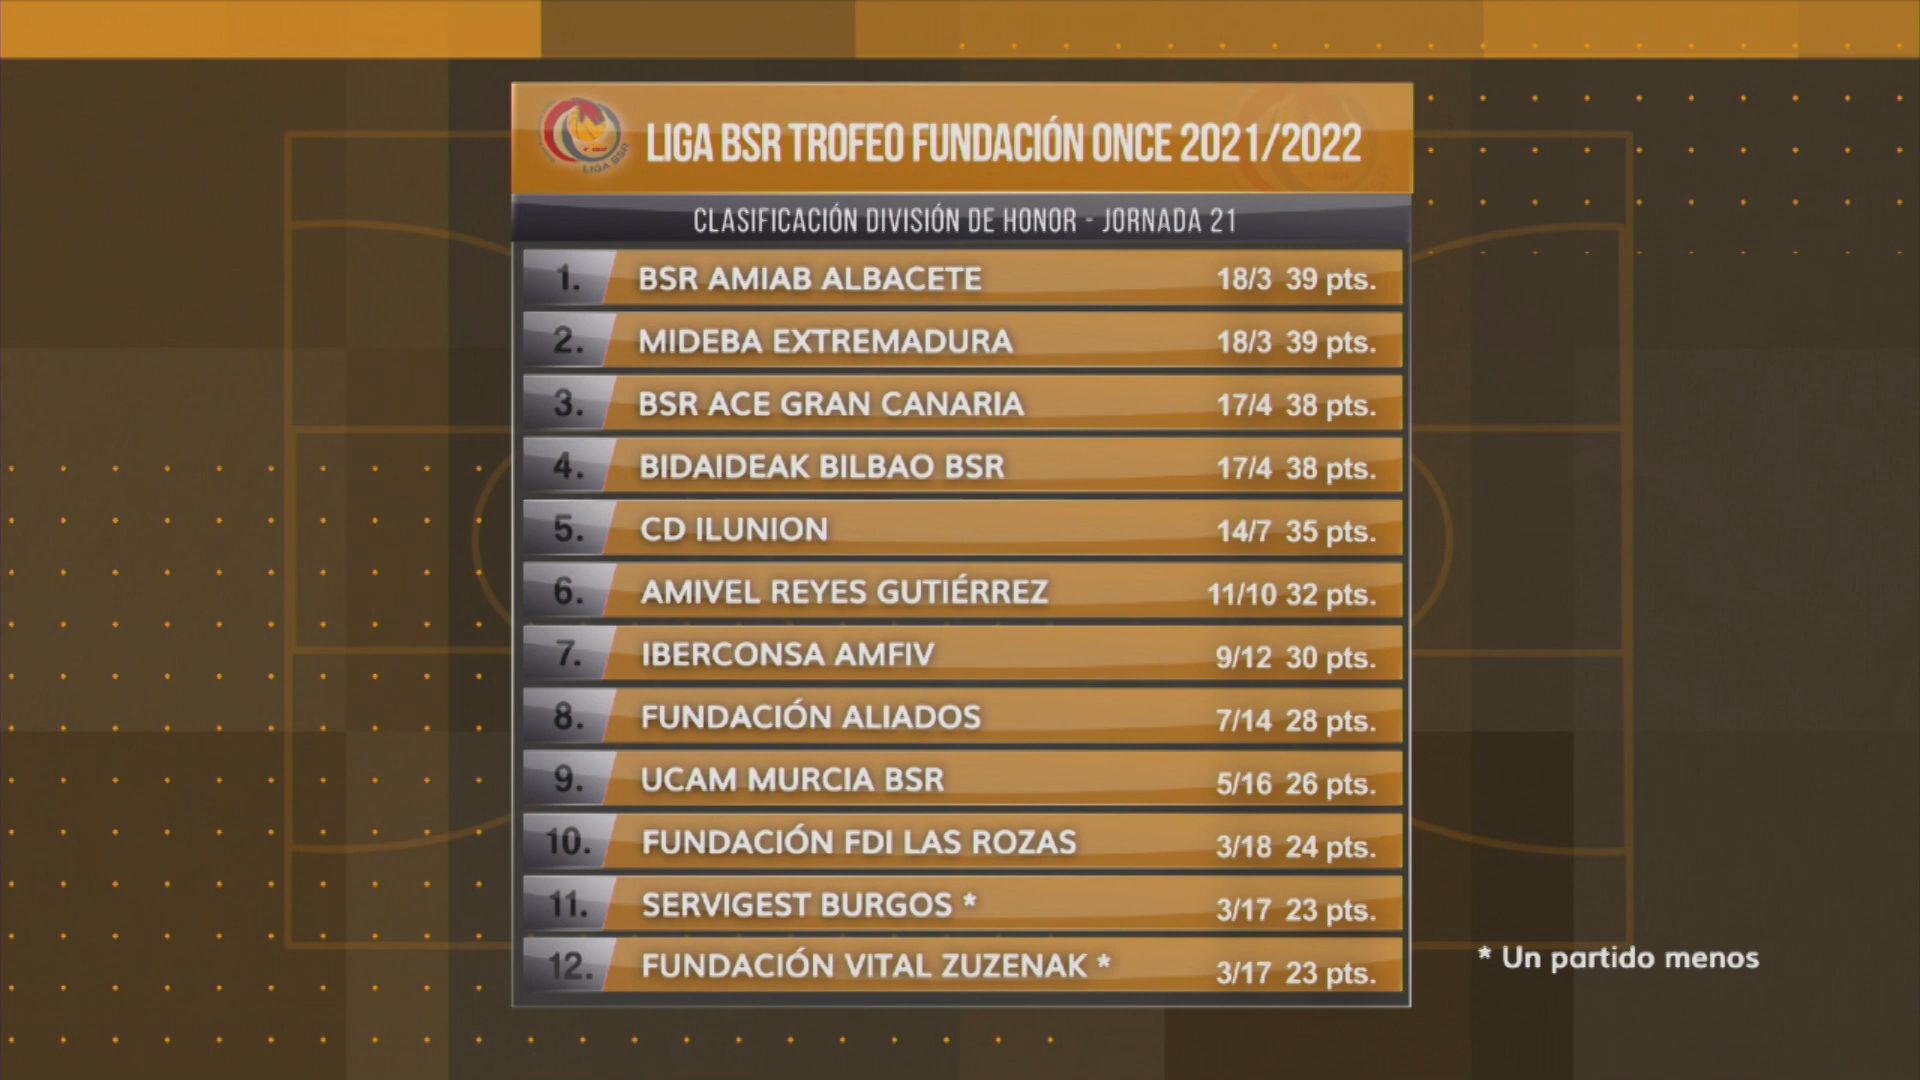 LIGA BSR
LIGA BSR TROFEO FUNDACIÓN ONCE 2021/2022
CLASIFICACIÓN DIVISIÓN DE HONOR - JORNADA 21
1. BSR AMIAB ALBACETE 18/3 39 pts.
2. MIDEBA EXTREMADURA 18/3 39 pts.
3. BSR ACE GRAN CANARIA 17/4 38 pts.
4. BIDAIDEAK BILBAO BSR 17/4 38 pts.
5. CD ILUNION 14/7 35 pts.
6. AMIVEL REYES GUTIÉRREZ 11/10 32 pts.
7. IBERCONSA AMFIV 9/12 30 pts.
8. FUNDACIÓN ALIADOS 7/14 28 pts.
9. UCAM MURCIA BSR 5/16 26 pts.
10. FUNDACIÓN FDI LAS ROZAS 3/18 24 pts.
11. SERVIGEST BURGOS * 3/17 23 pts.
12. FUNDACIÓN VITAL ZUZENAK * 3/17 23 pts.
* Un partido menos